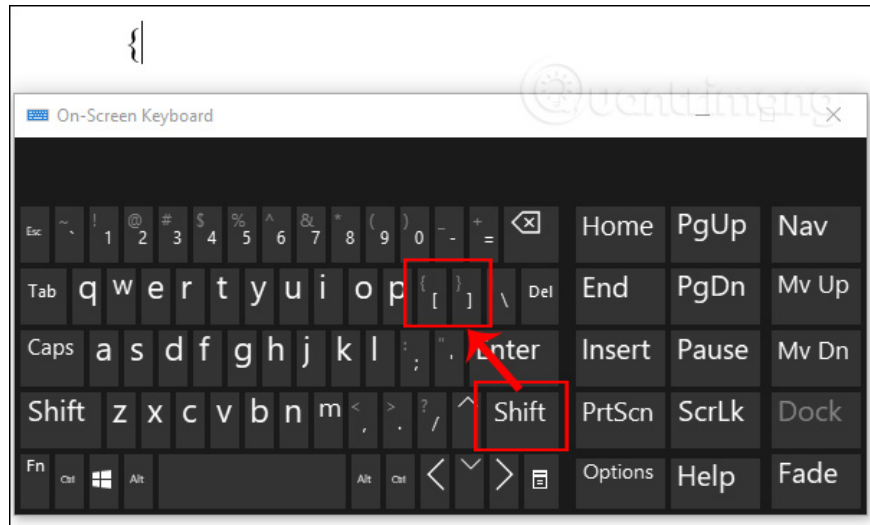 {
Quantrimang
On-Screen Keyboard
Esc ~ ` ! 1 @ 2 # 3 $ 4 % 5 ^ 6 & 7 * 8 ( 9 ) 0 _ - + = Home PgUp Nav
Tab q w e r t y u i o p { [ } ] \ Del End PgDn Mv Up
Caps a s d f g h j k l : ; " ' Enter Insert Pause Mv Dn
Shift z x c v b n m < , > . ? / ^ Shift PrtScn ScrLk Dock
Fn Ctrl Alt Alt Ctrl < > Options Help Fade